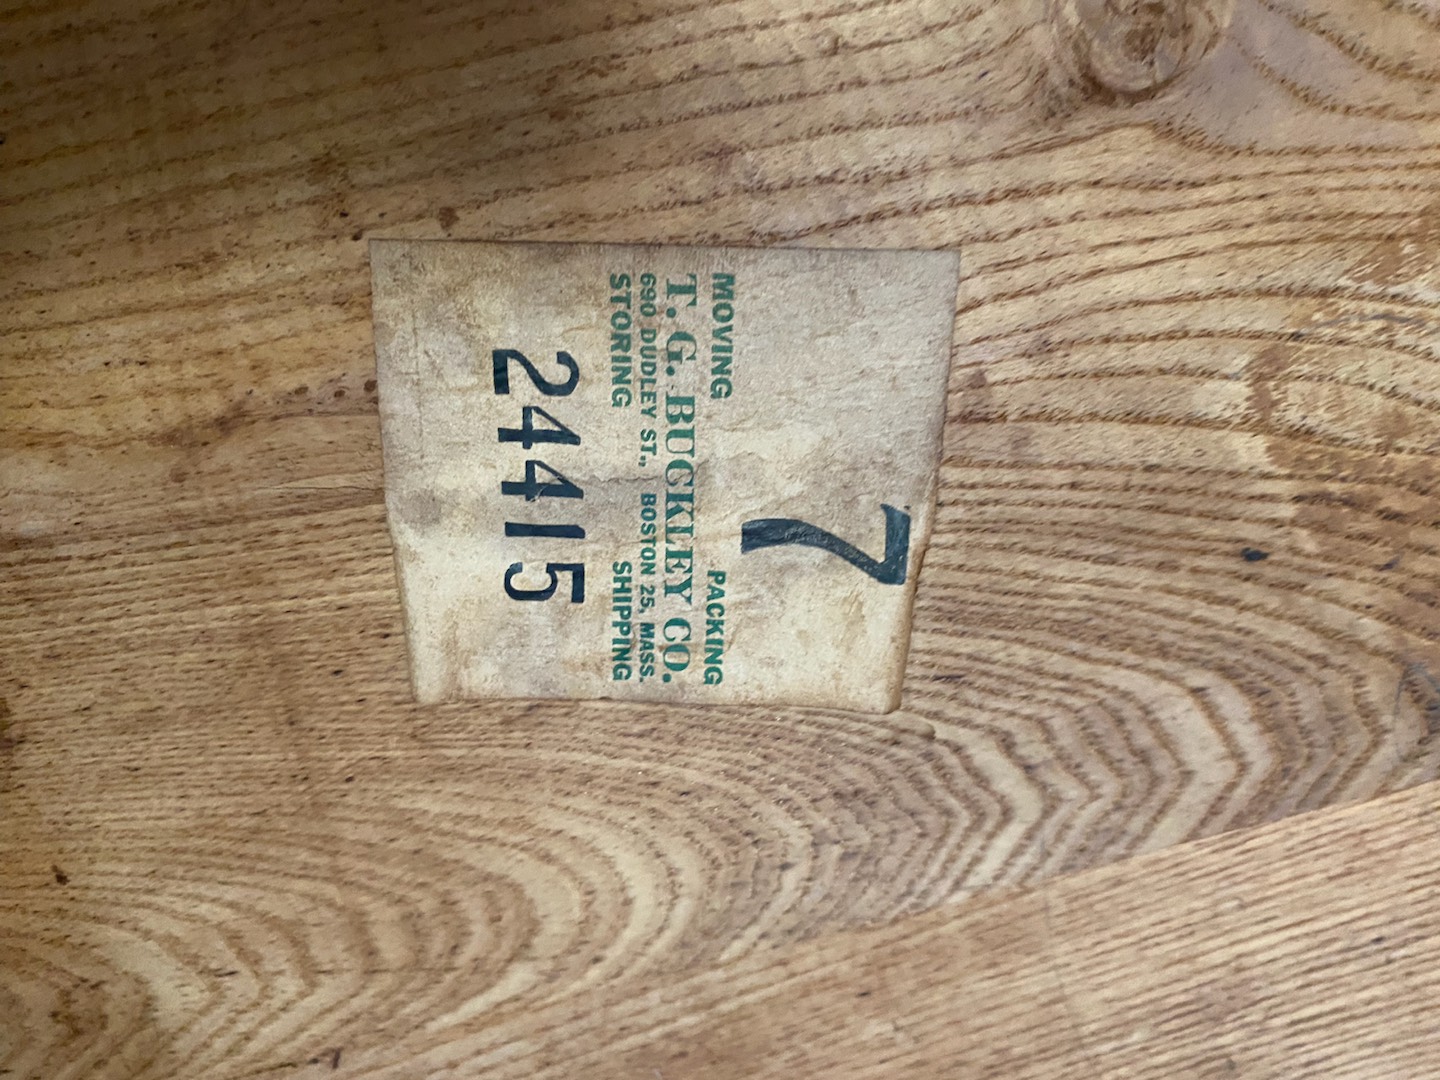 7
MOVING PACKING
T. G. BUCKLEY CO.
690 DUDLEY ST., BOSTON 25, MASS.
STORING SHIPPING
24415